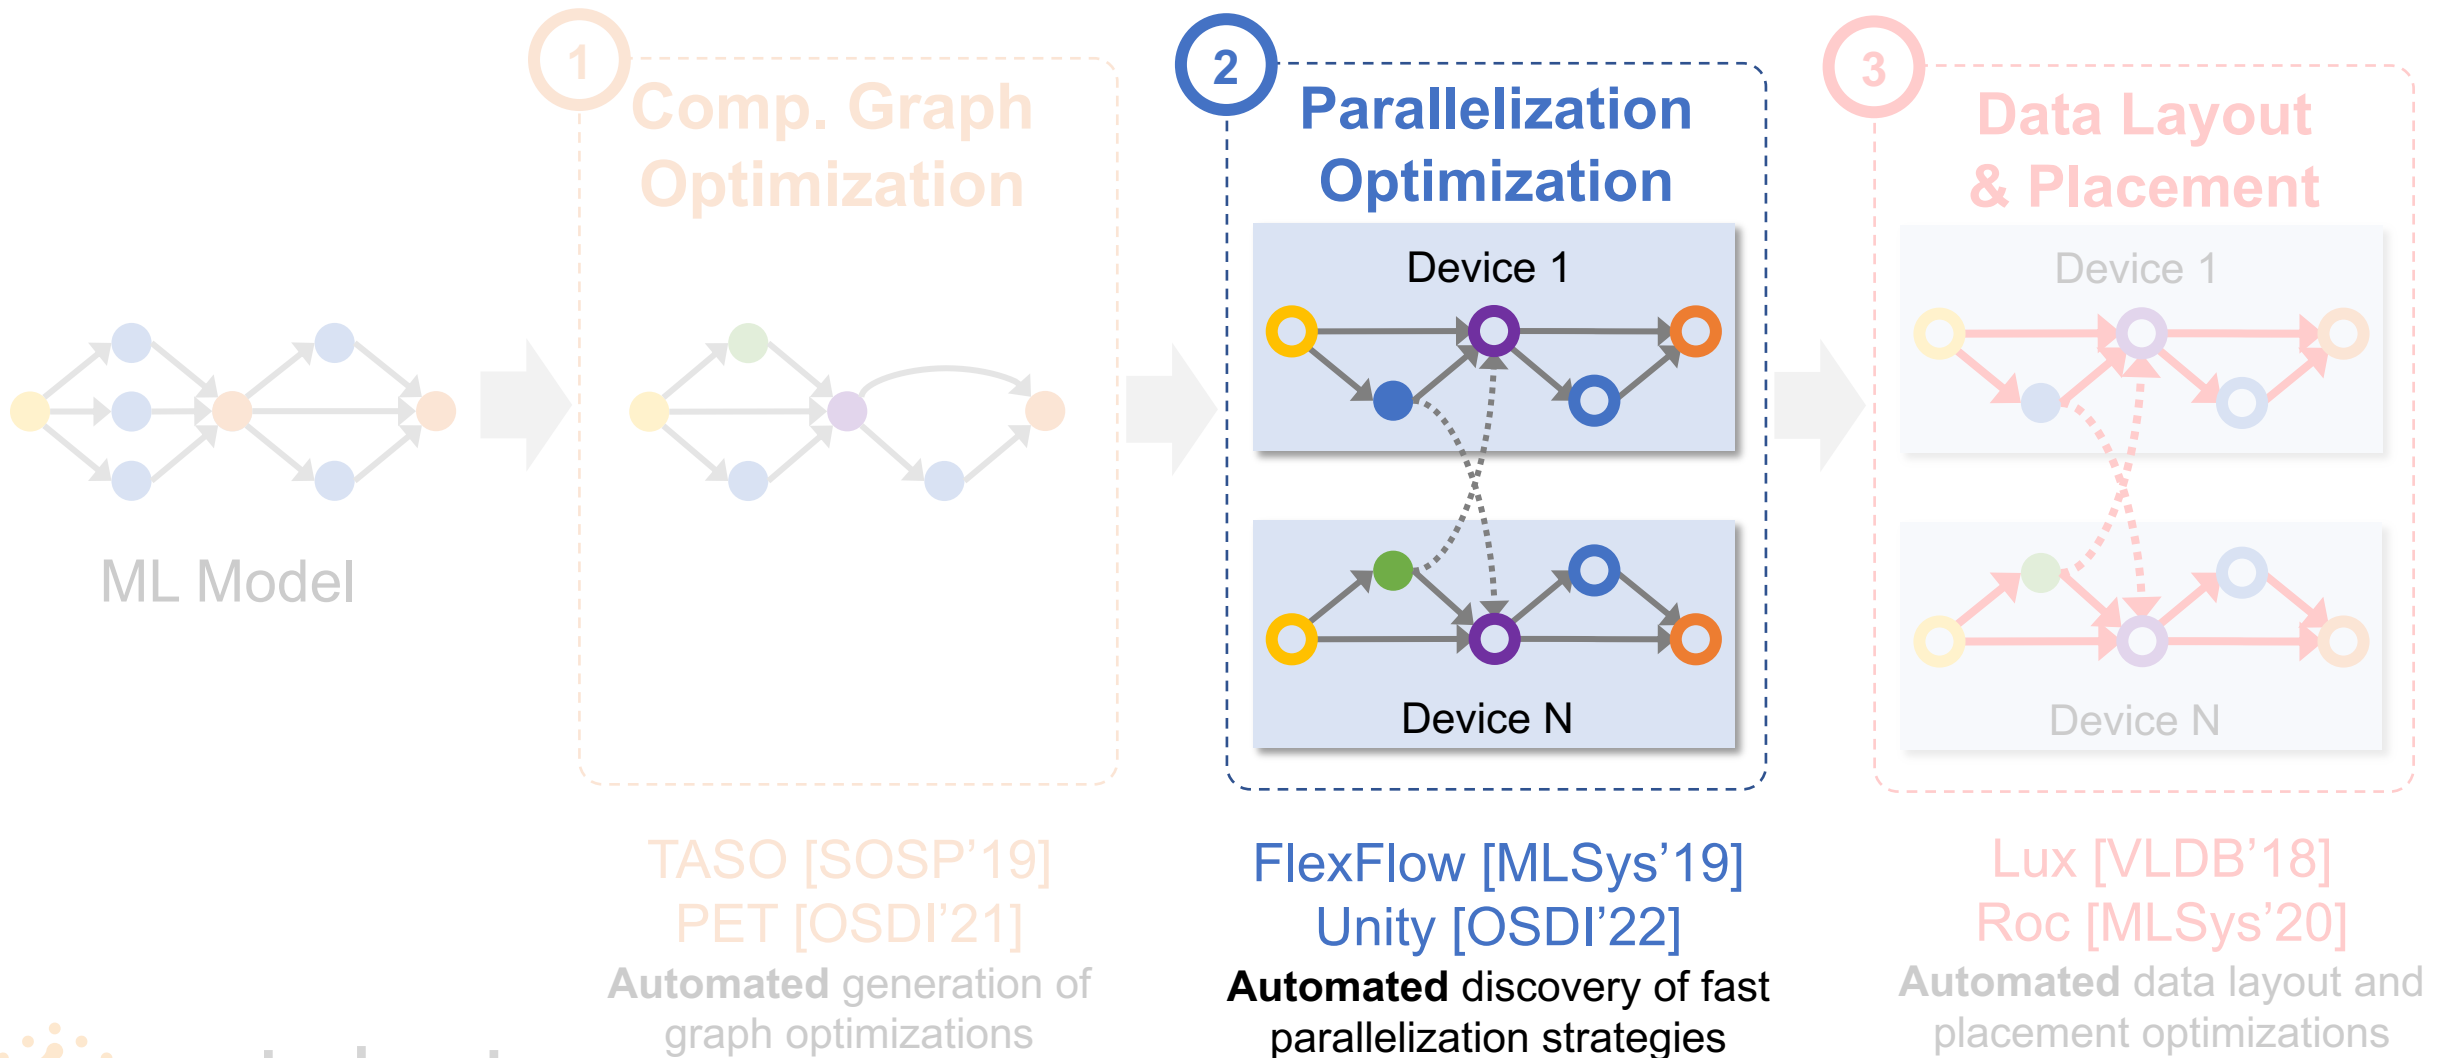 1
Comp. Graph
Optimization
2
Parallelization
Optimization
Device 1
Device N
3
Data Layout
& Placement
Device 1
Device N
ML Model
TASO [SOSP’19]
PET [OSDI’21]
Automated generation of
graph optimizations
FlexFlow [MLSys’19]
Unity [OSDI’22]
Automated discovery of fast
parallelization strategies
Lux [VLDB’18]
Roc [MLSys’20]
Automated data layout and
placement optimizations